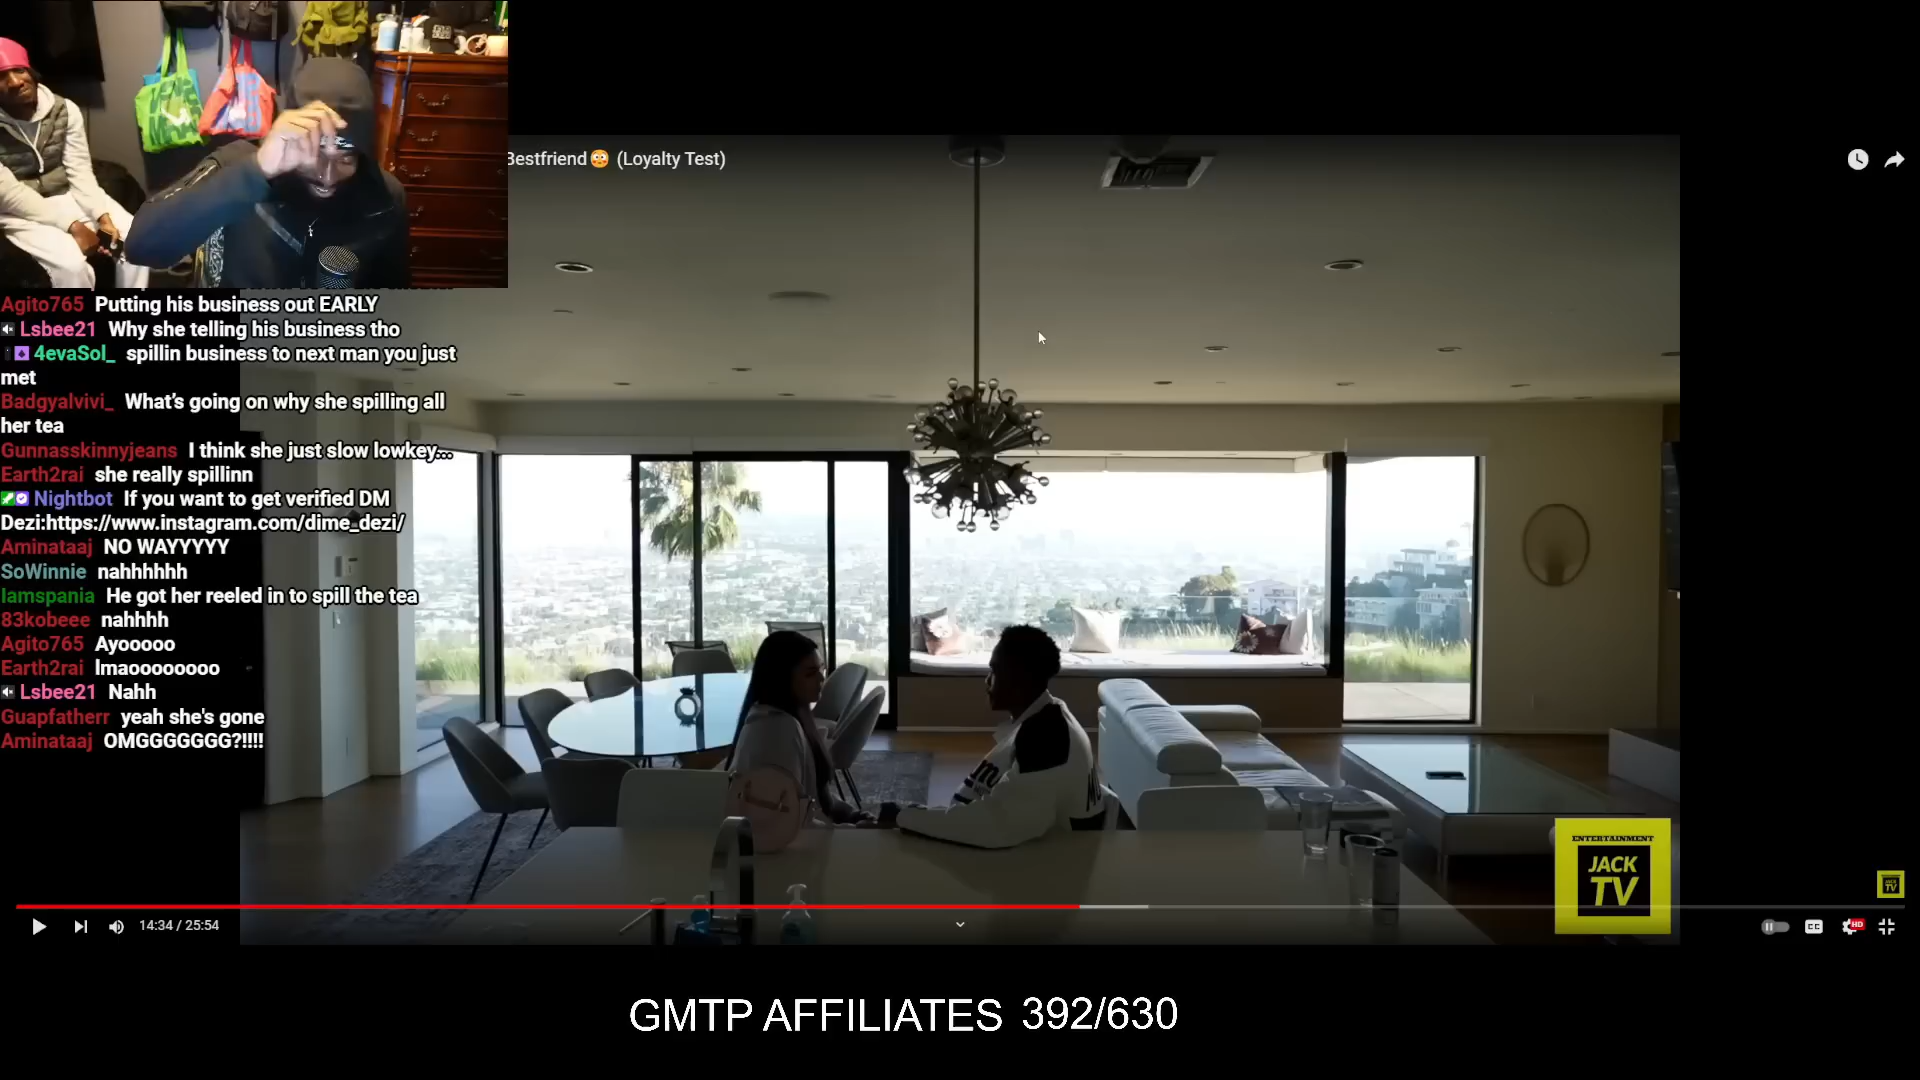 Bestfriend😳 (Loyalty Test)
Agito765 Putting his business out EARLY
Lsbee21 Why she telling his business tho
4evaSol_ spillin business to next man you just
met
Badgyalvivi_ What's going on why she spilling all
her tea
Gunnasskinnyjeans I think she just slow lowkey...
Earth2rai she really spillinn
Nightbot If you want to get verified DM
Dezi:https://www.instagram.com/dime_dezi/
Aminataaj NO WAYYYYY
SoWinnie nahhhhhh
Iamspania He got her reeled in to spill the tea
83kobeee nahhhh
Agito765 Ayooooo
Earth2rai lmaoooooooo
Lsbee21 Nahh
Guapfatherr yeah she's gone
Aminataaj OMGGGGGGG?!!!!
ENTERTAINMENT
JACK
TV
14:34 / 25:54
CC
HD
GMTP AFFILIATES 392/630